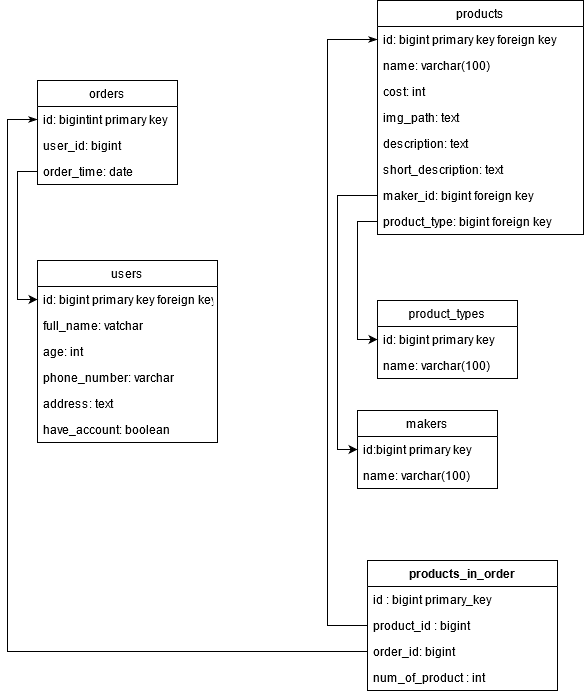 products
id: bigint primary key foreign key
name: varchar(100)
cost: int
img_path: text
description: text
short_description: text
maker_id: bigint foreign key
product_type: bigint foreign key
orders
id: bigintint primary key
user_id: bigint
order_time: date
users
id: bigint primary key foreign key
full_name: vatchar
age: int
phone_number: varchar
address: text
have_account: boolean
product_types
id: bigint primary key
name: varchar(100)
makers
id:bigint primary key
name: varchar(100)
products_in_order
id : bigint primary_key
product_id : bigint
order_id: bigint
num_of_product : int